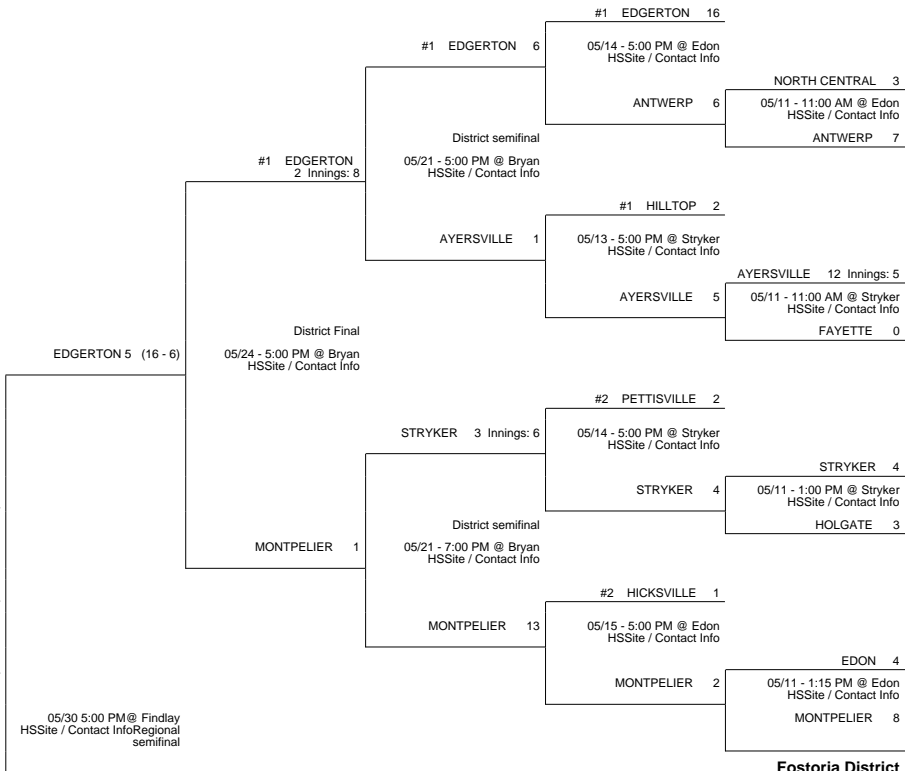 #1 EDGERTON 16
#1 EDGERTON 6
05/14 - 5:00 PM @ Edon
HSSite / Contact Info
NORTH CENTRAL 3
ANTWERP 6
05/11 - 11:00 AM @ Edon
HSSite / Contact Info
ANTWERP 7
District semifinal
05/21 - 5:00 PM @ Bryan
HSSite / Contact Info
#1 EDGERTON
2 Innings: 8
#1 HILLTOP 2
AYERSVILLE 1
05/13 - 5:00 PM @ Stryker
HSSite / Contact Info
AYERSVILLE 12 Innings: 5
AYERSVILLE 5
05/11 - 11:00 AM @ Stryker
HSSite / Contact Info
FAYETTE 0
District Final
05/24 - 5:00 PM @ Bryan
HSSite / Contact Info
EDGERTON 5 (16 - 6)
#2 PETTISVILLE 2
STRYKER 3 Innings: 6
05/14 - 5:00 PM @ Stryker
HSSite / Contact Info
STRYKER 4
STRYKER 4
05/11 - 1:00 PM @ Stryker
HSSite / Contact Info
HOLGATE 3
District semifinal
05/21 - 7:00 PM @ Bryan
HSSite / Contact Info
MONTPELIER 1
#2 HICKSVILLE 1
MONTPELIER 13
05/15 - 5:00 PM @ Edon
HSSite / Contact Info
EDON 4
MONTPELIER 2
05/11 - 1:15 PM @ Edon
HSSite / Contact Info
MONTPELIER 8
05/30 5:00 PM@ Findlay
HSSite / Contact InfoRegional
semifinal
Fostoria District